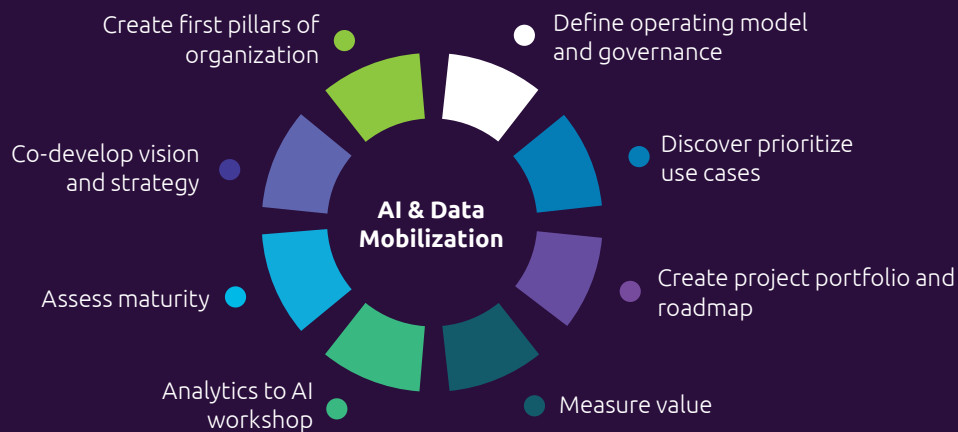 Create first pillars of
organization
Define operating model
and governance
Co-develop vision
and strategy
Discover prioritize
use cases
AI & Data
Mobilization
Assess maturity
Create project portfolio and
roadmap
Analytics to AI
workshop
Measure value